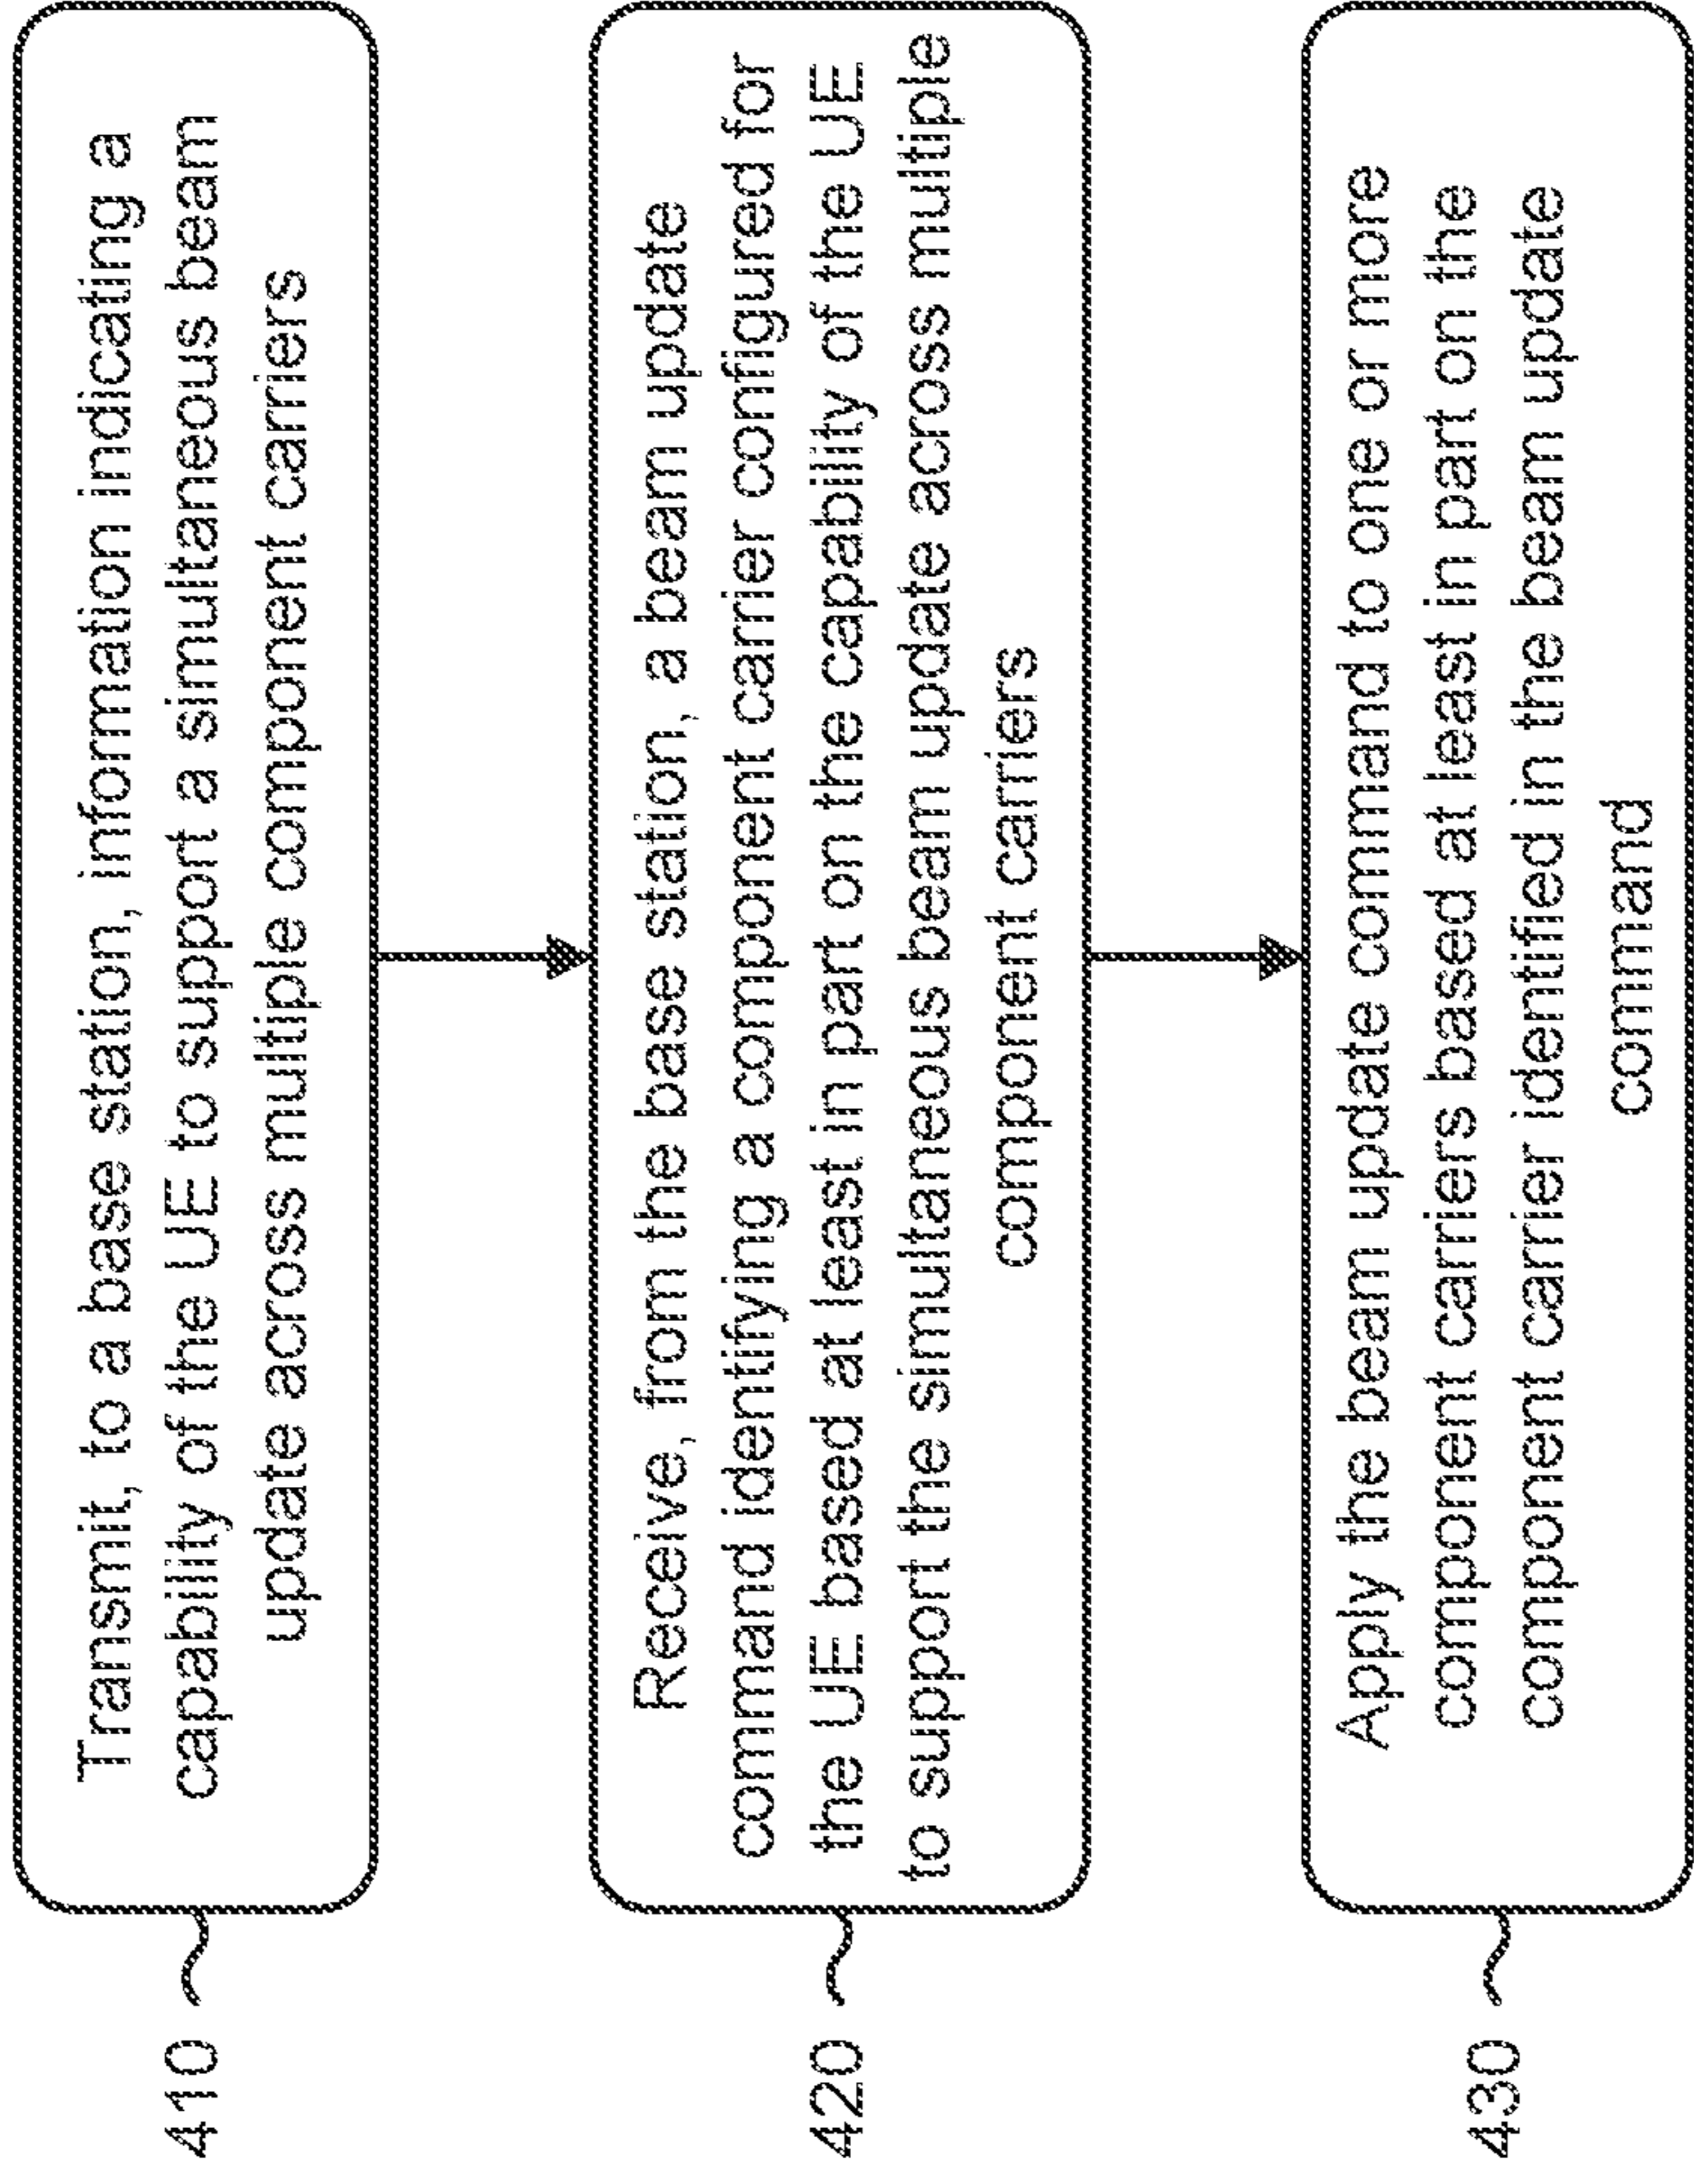 410
Transmit, to a base station, information indicating a
capability of the UE to support a simultaneous beam
update across multiple component carriers
420
Receive, from the base station, a beam update
command identifying a component carrier configured for
the UE based at least in part on the capability of the UE
to support the simultaneous beam update across multiple
component carriers
430
Apply the beam update command to one or more
component carriers based at least in part on the
component carrier identified in the beam update
command